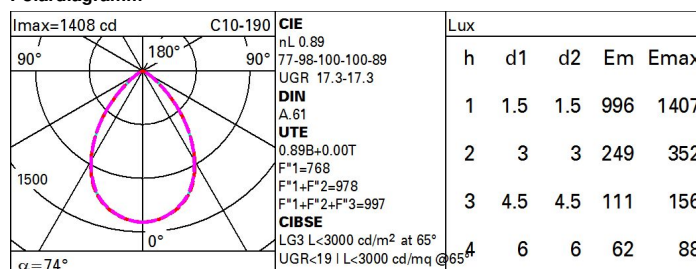 Imax=1408 cd C10-190
90° 180° 90°
1500
0°
α=74°
CIE
nL 0.89
77-98-100-100-89
UGR 17.3-17.3
DIN
A.61
UTE
0.89B+0.00T
F"1=768
F"1+F"2=978
F"1+F"2+F"3=997
CIBSE
LG3 L<3000 cd/m² at 65°
UGR<19 | L<3000 cd/mq @65°
Lux
h d1 d2 Em Emax
1 1.5 1.5 996 1407
2 3 3 249 352
3 4.5 4.5 111 156
4 6 6 62 88